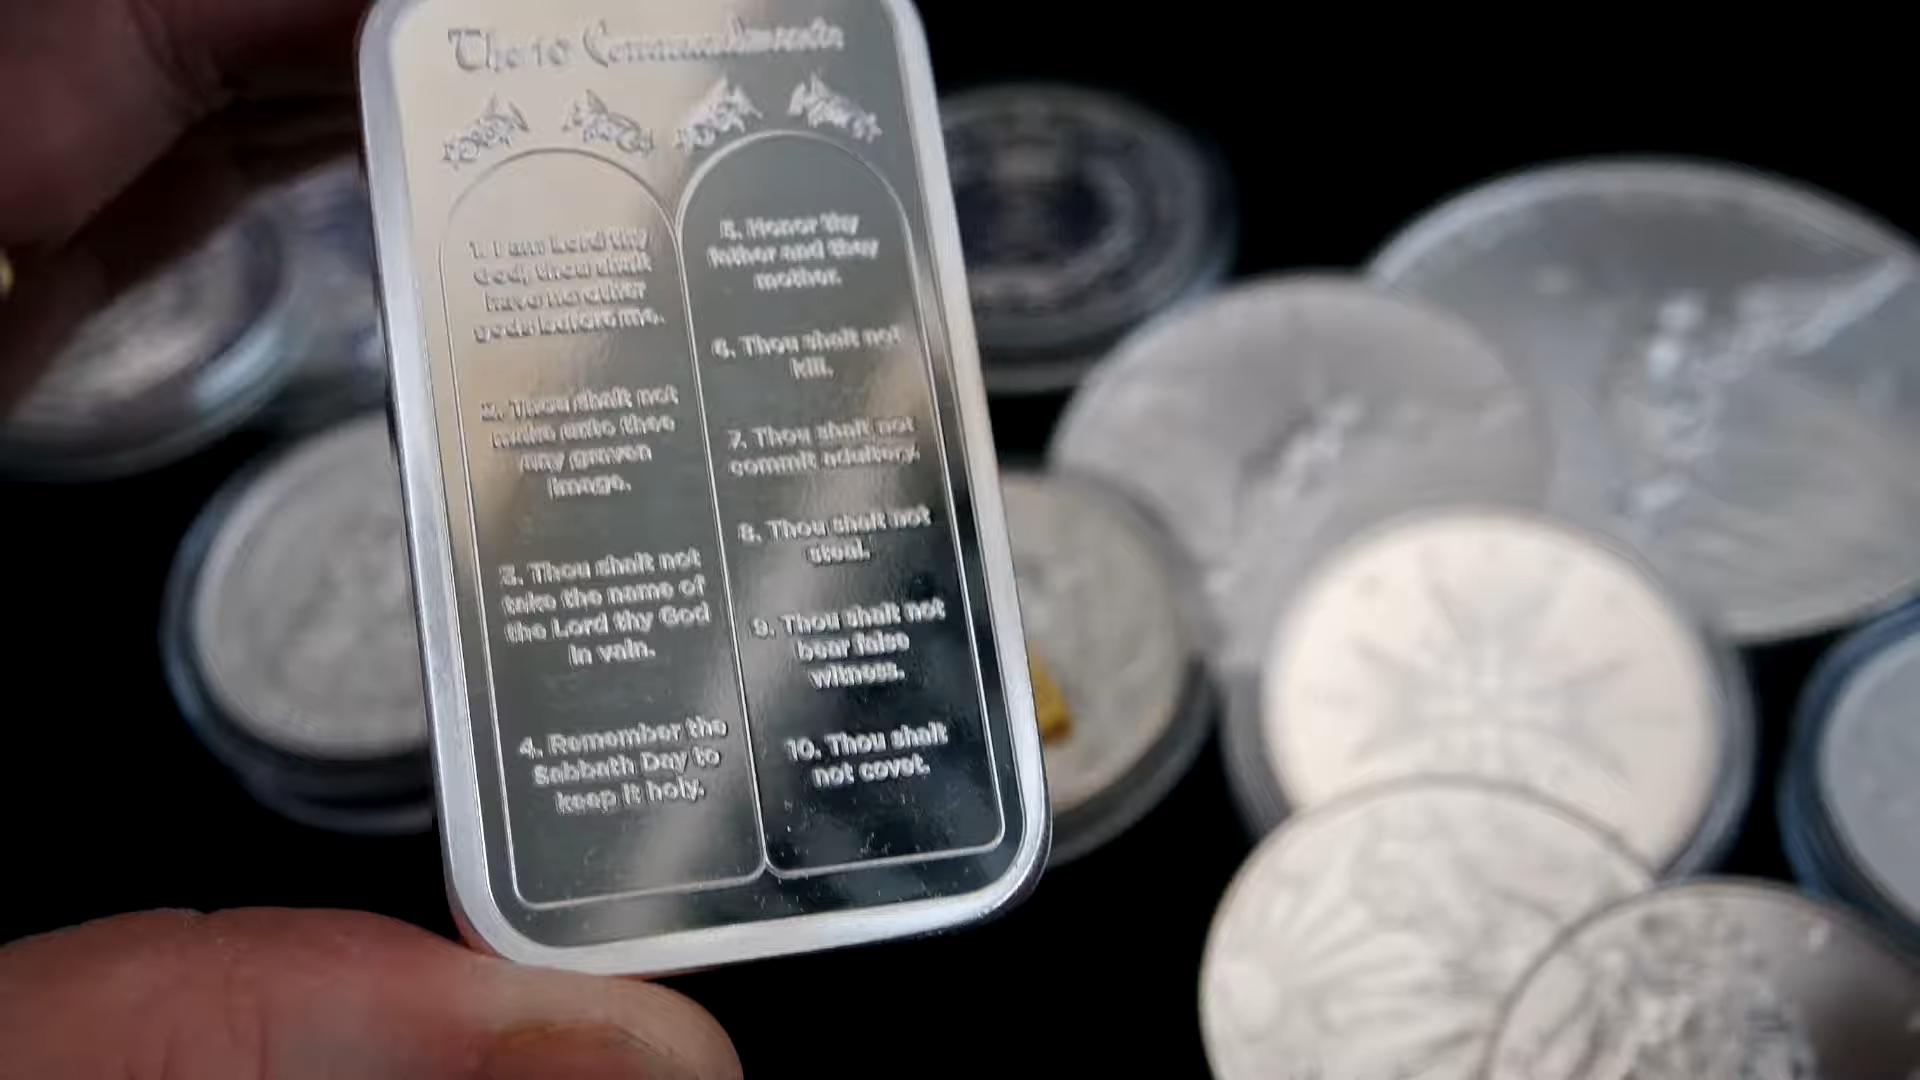 The 10 Commandments
1. I am Lord thy
God, thou shalt
have no other
gods before me.
2. Thou shalt not
make unto thee
any graven
image.
3. Thou shalt not
take the name of
the Lord thy God
in vain.
4. Remember the
Sabbath Day to
keep it holy.
5. Honor thy
father and they
mother.
6. Thou shalt not
kill.
7. Thou shalt not
commit adultery.
8. Thou shalt not
steal.
9. Thou shalt not
bear false
witness.
10. Thou shalt
not covet.